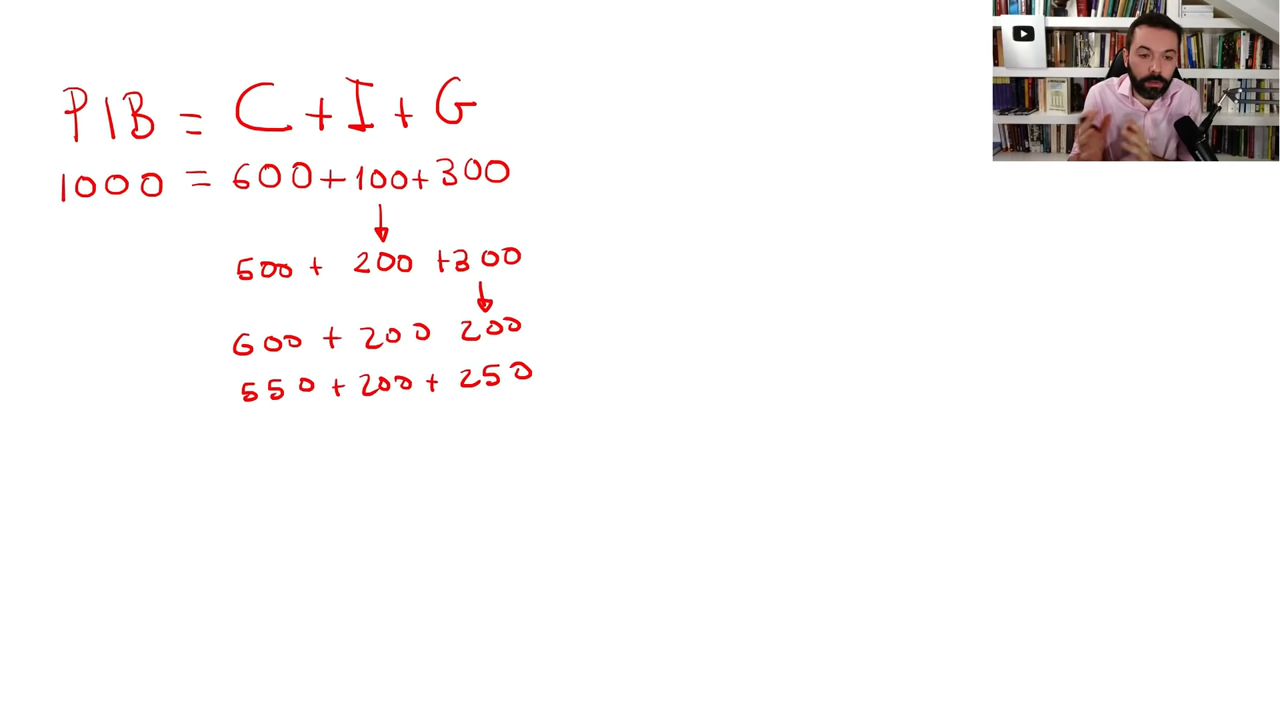 PIB = C + I + G
1000 = 600 + 100 + 300
500 + 200 + 300
600 + 200 200
550 + 200 + 250